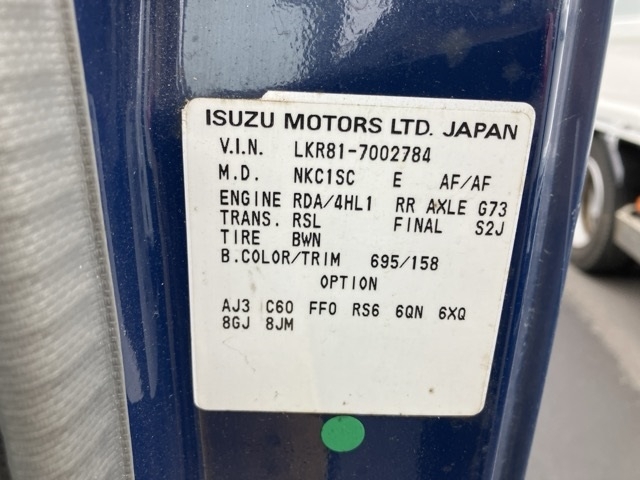 ISUZU MOTORS LTD. JAPAN
V.I.N. LKR81-7002784
M.D. NKC1SC E AF/AF
ENGINE RDA/4HL1 RR AXLE G73
TRANS. RSL FINAL S2J
TIRE BWN
B.COLOR/TRIM 695/158
OPTION
AJ3 C60 FFO RS6 6QN 6XQ
8GJ 8JM